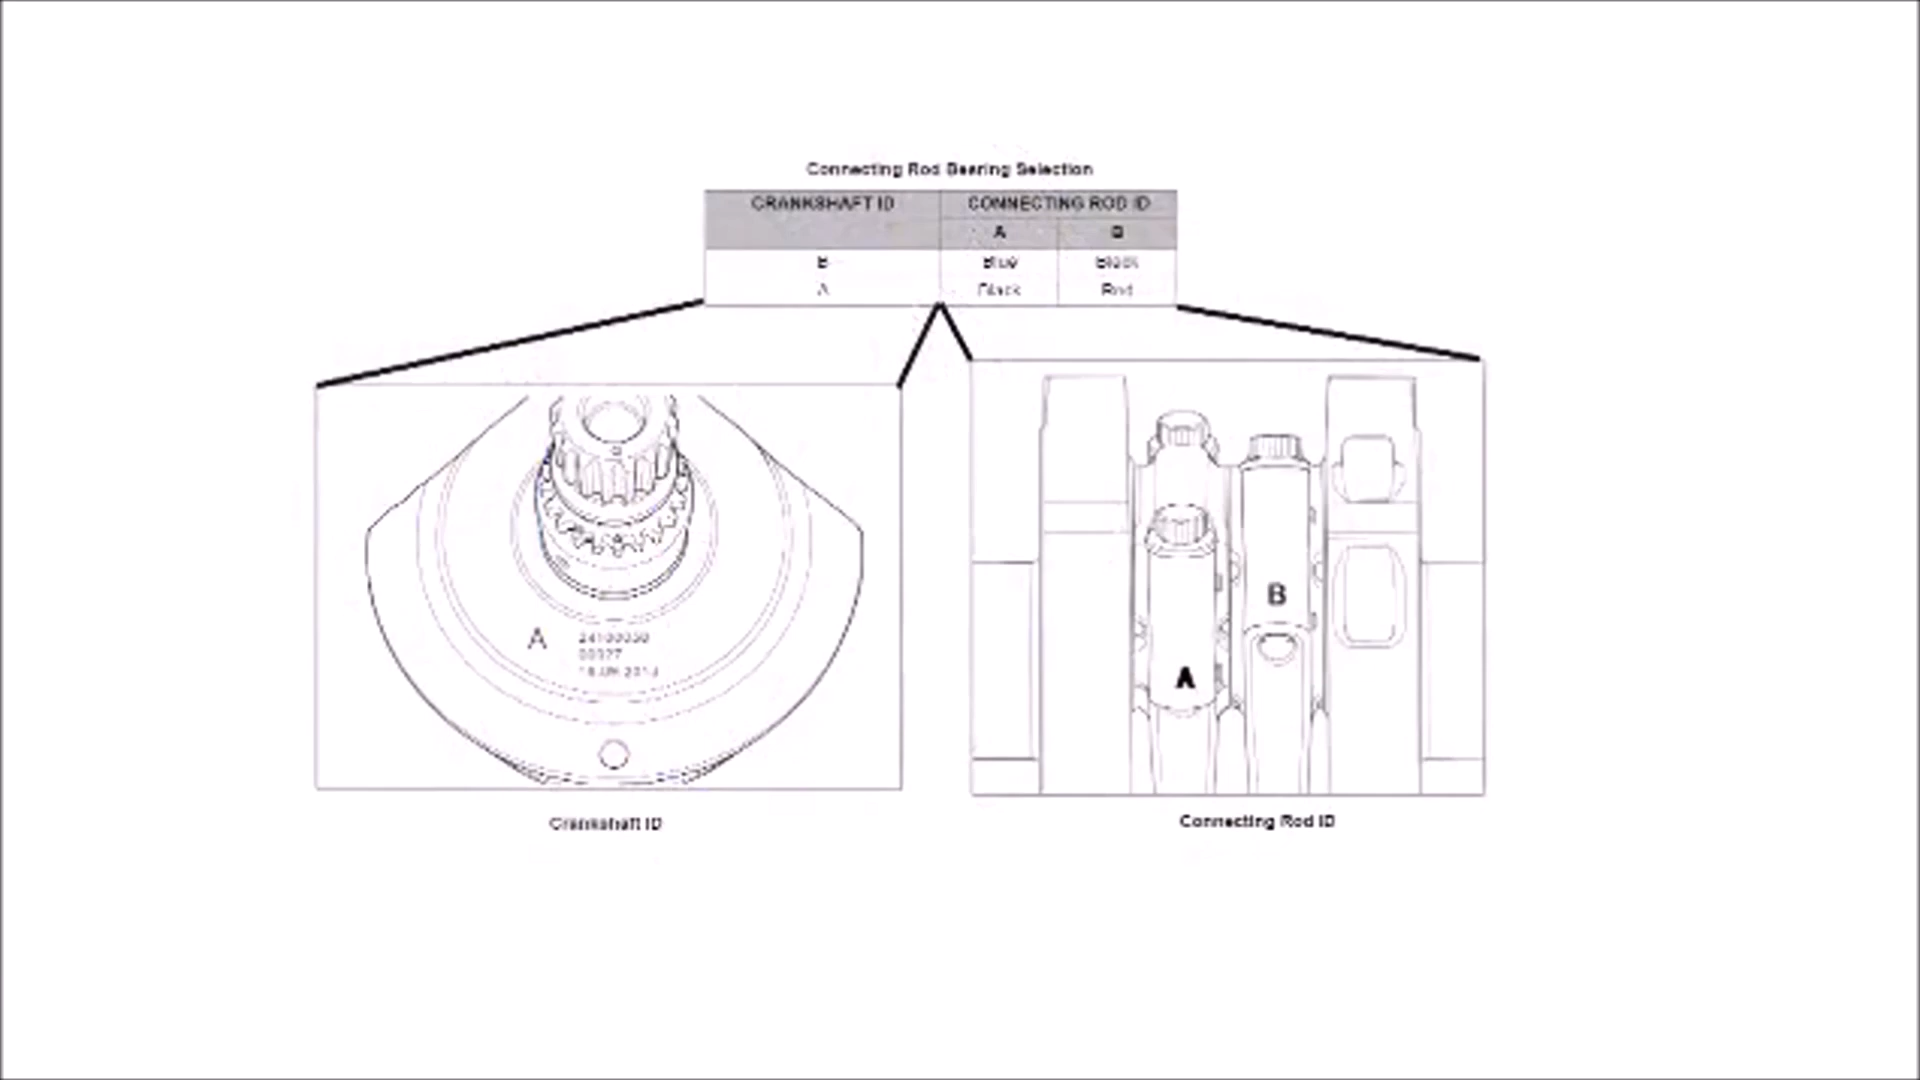 Connecting Rod Bearing Selection
CRANKSHAFT ID CONNECTING ROD ID
A B
B Blue Black
A Black Red
A
B
A
Crankshaft ID
Connecting Rod ID